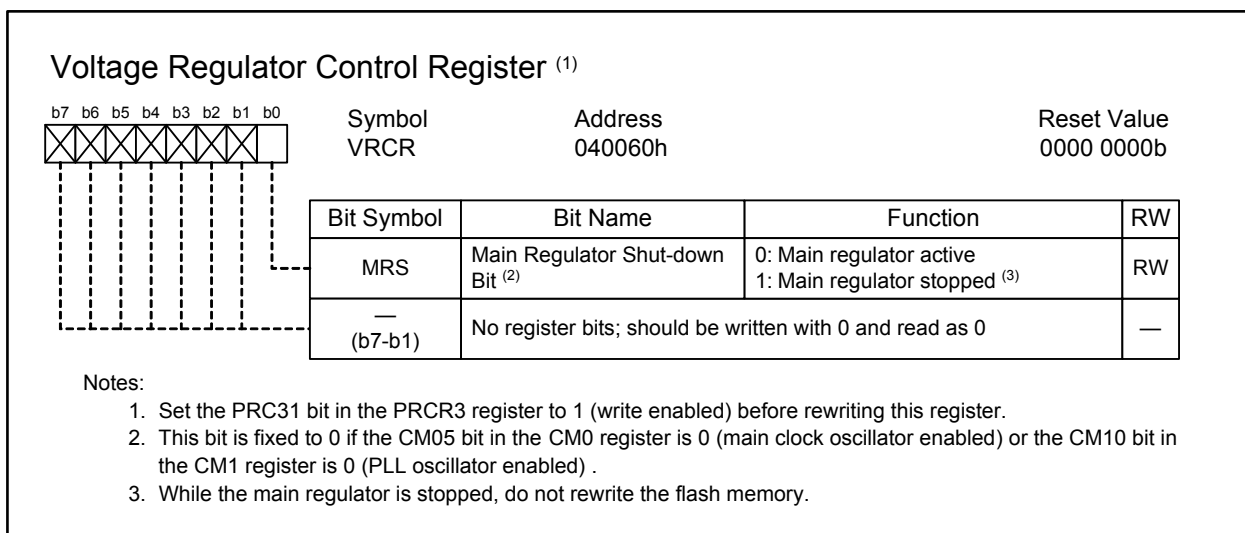 Voltage Regulator Control Register (1)
b7 b6 b5 b4 b3 b2 b1 b0
Symbol Address Reset Value
VRCR 040060h 0000 0000b
Bit Symbol Bit Name Function RW
MRS Main Regulator Shut-down Bit (2) 0: Main regulator active 1: Main regulator stopped (3) RW
— (b7-b1) No register bits; should be written with 0 and read as 0 —
Notes:
1. Set the PRC31 bit in the PRCR3 register to 1 (write enabled) before rewriting this register.
2. This bit is fixed to 0 if the CM05 bit in the CM0 register is 0 (main clock oscillator enabled) or the CM10 bit in
the CM1 register is 0 (PLL oscillator enabled) .
3. While the main regulator is stopped, do not rewrite the flash memory.